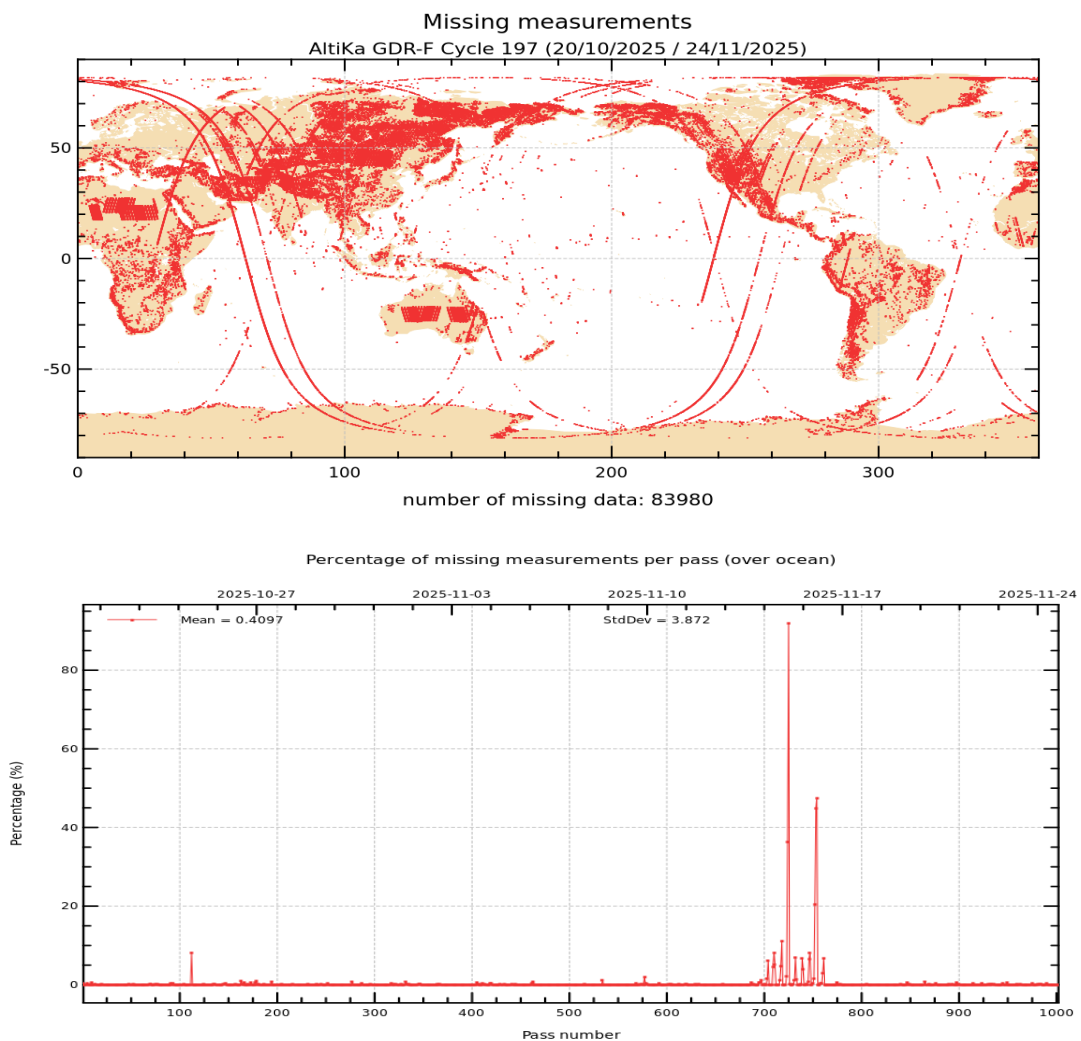 Missing measurements
AltiKa GDR-F Cycle 197 (20/10/2025 / 24/11/2025)
50
0
-50
0 100 200 300
number of missing data: 83980
Percentage of missing measurements per pass (over ocean)
2025-10-27 2025-11-03 2025-11-10 2025-11-17 2025-11-24
Mean = 0.4097 StdDev = 3.872
80
60
40
20
0
Percentage (%)
100 200 300 400 500 600 700 800 900 1000
Pass number